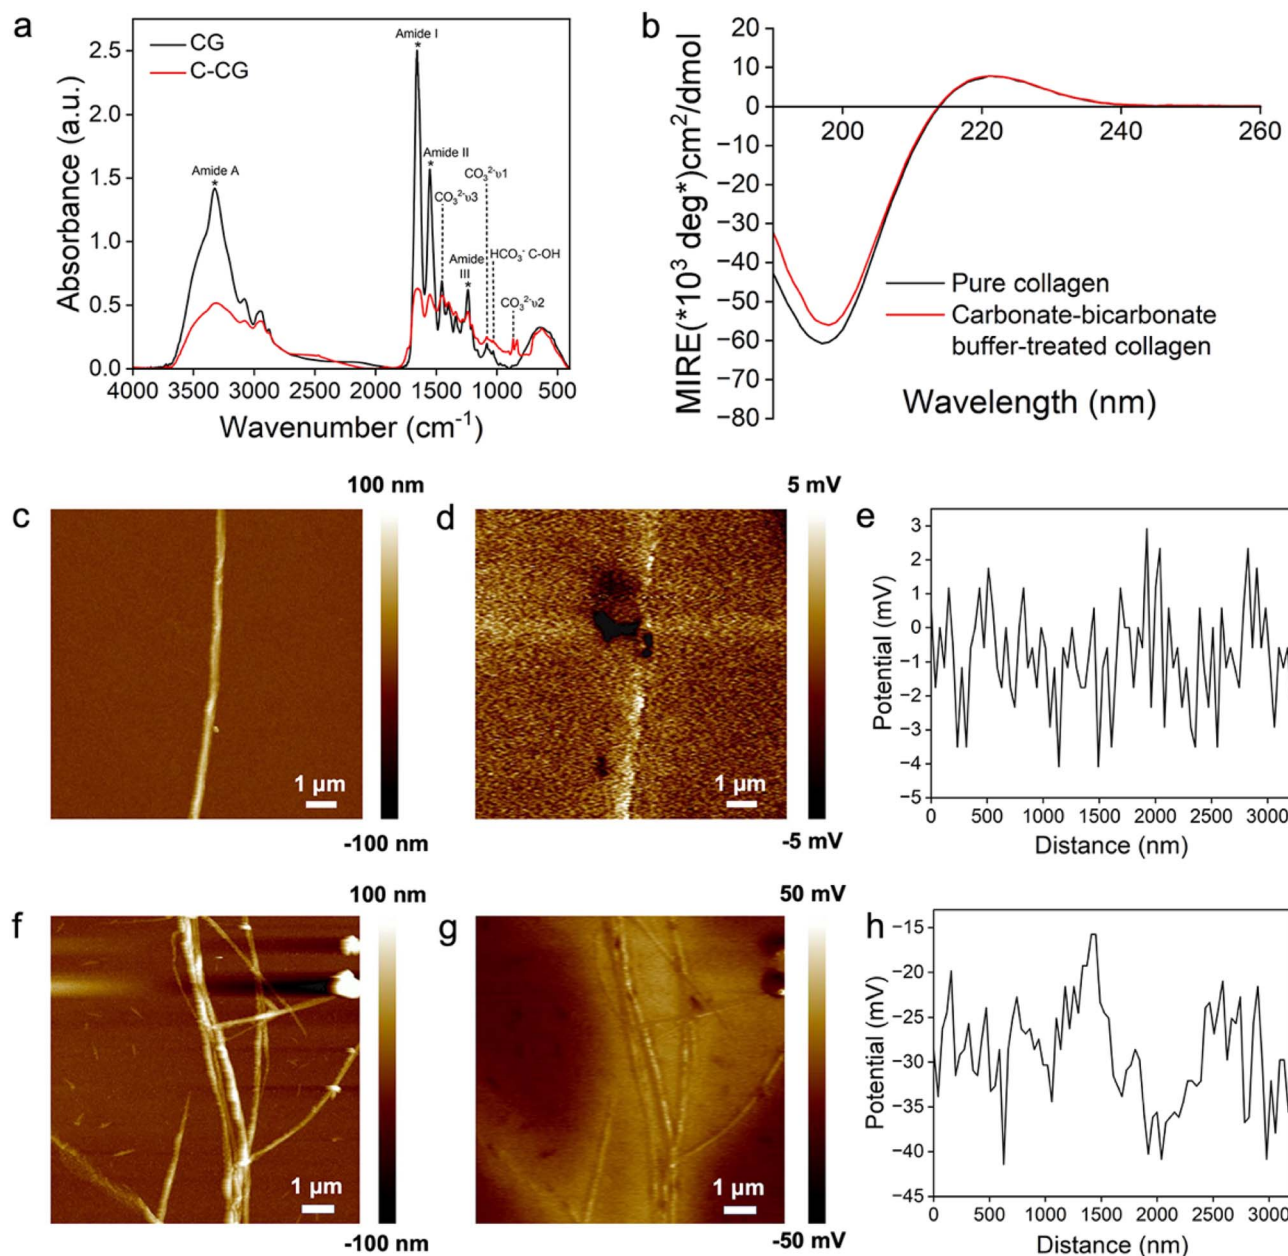 a
CG
C-CG
Amide A
Amide I
Amide II
CO₃²⁻υ3
CO₃²⁻υ1
Amide
III
HCO₃⁻ C-OH
CO₃²⁻υ2
2.5
2.0
1.5
1.0
0.5
0.0
Absorbance (a.u.)
4000 3500 3000 2500 2000 1500 1000 500
Wavenumber (cm⁻¹)
b
20
10
0
-10
-20
-30
-40
-50
-60
-70
-80
MIRE(*10³ deg*)cm²/dmol
200 220 240 260
Pure collagen
Carbonate-bicarbonate
buffer-treated collagen
Wavelength (nm)
c
100 nm
1 µm
-100 nm
d
5 mV
1 µm
-5 mV
e
3
2
1
0
-1
-2
-3
-4
-5
Potential (mV)
0 500 1000 1500 2000 2500 3000
Distance (nm)
f
100 nm
1 µm
-100 nm
g
50 mV
1 µm
-50 mV
h
-15
-20
-25
-30
-35
-40
-45
Potential (mV)
0 500 1000 1500 2000 2500 3000
Distance (nm)